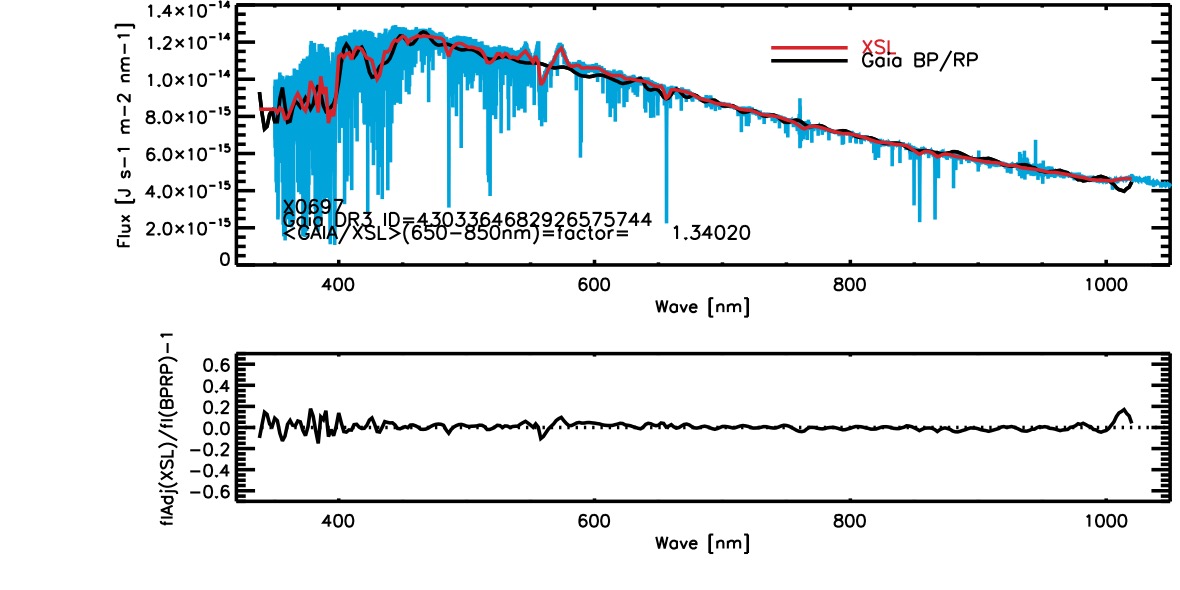 1.4×10−14
1.2×10−14
1.0×10−14
8.0×10−15
6.0×10−15
4.0×10−15
2.0×10−15
0
Flux [J s−1 m−2 nm−1]
XSL
Gaia BP/RP
X0697
Gaia DR3 ID=4303364682926575744
<GAIA/XSL>(650−850nm)=factor= 1.34020
400 600 800 1000
Wave [nm]
0.6
0.4
0.2
0.0
−0.2
−0.4
−0.6
flAdj(XSL)/fl(BPRP)−1
400 600 800 1000
Wave [nm]